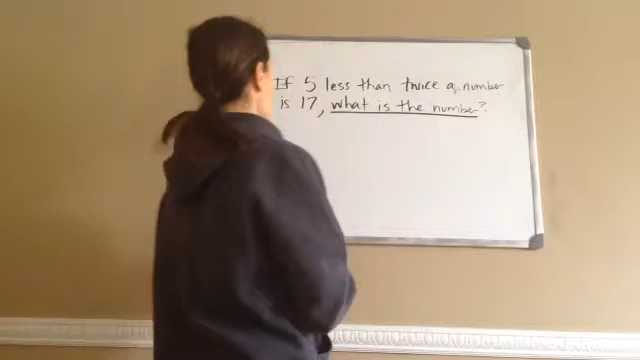 If 5 less than twice a number
is 17, what is the number?